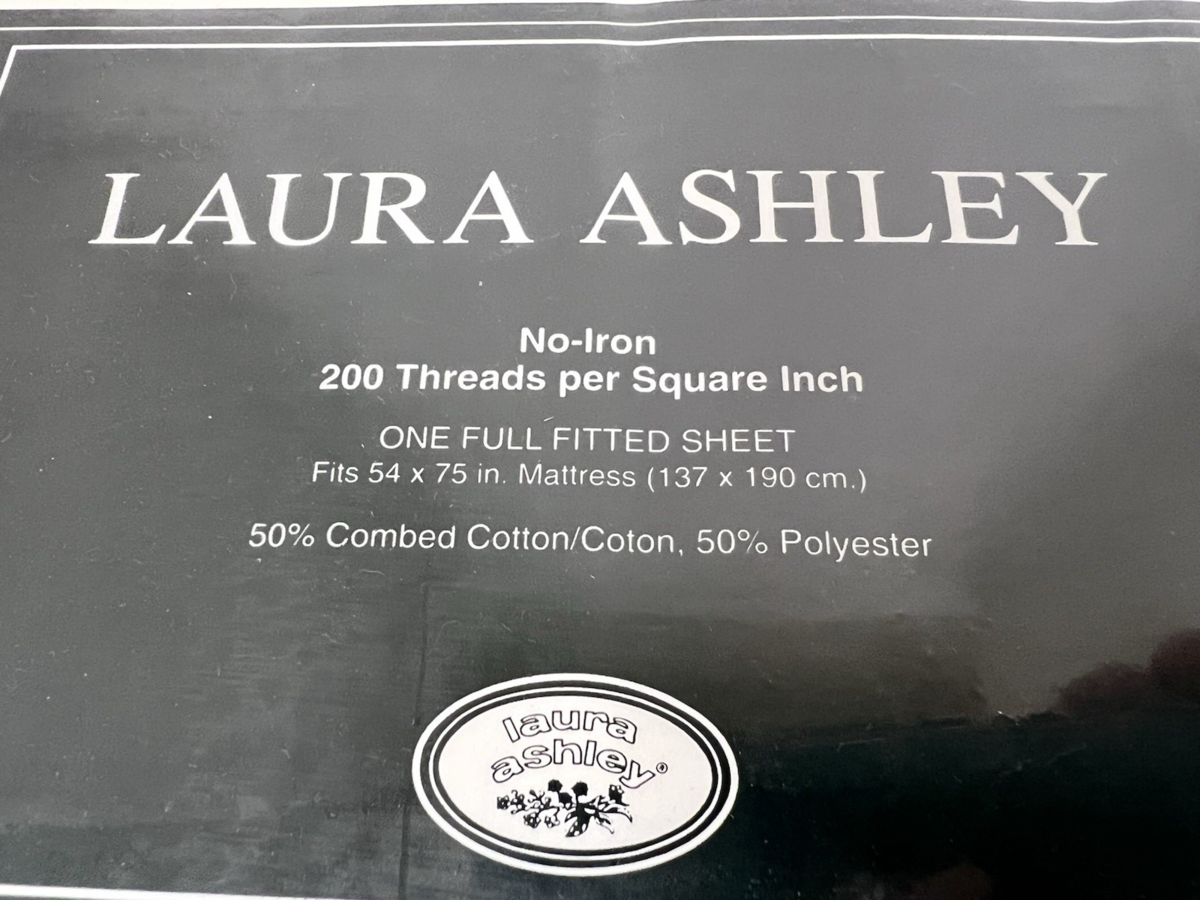 LAURA ASHLEY
No-Iron
200 Threads per Square Inch
ONE FULL FITTED SHEET
Fits 54 x 75 in. Mattress (137 x 190 cm.)
50% Combed Cotton/Coton, 50% Polyester
laura
ashley®